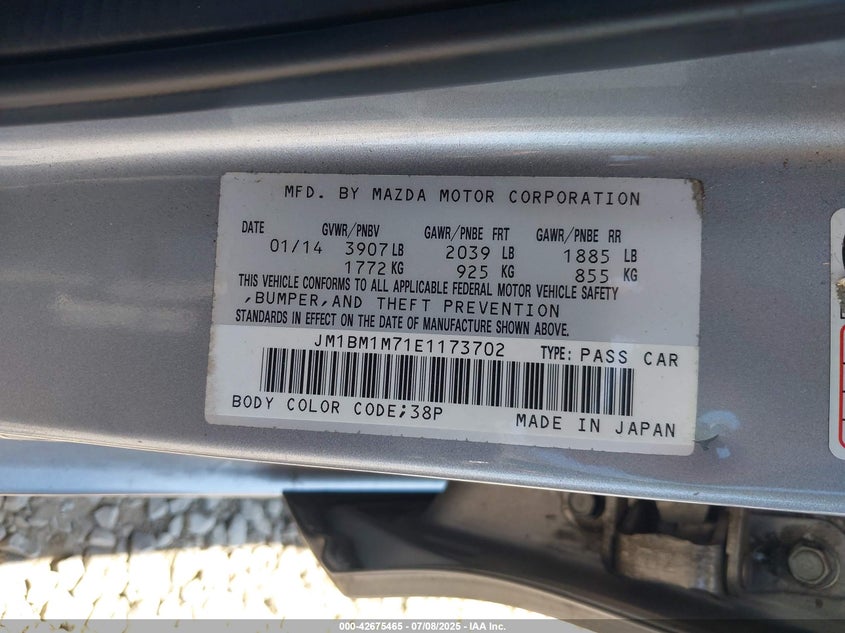 MFD. BY MAZDA MOTOR CORPORATION
DATE GVWR/PNBV GAWR/PNBE FRT GAWR/PNBE RR
01/14 3907 LB 2039 LB 1885 LB
1772 KG 925 KG 855 KG
THIS VEHICLE CONFORMS TO ALL APPLICABLE FEDERAL MOTOR VEHICLE SAFETY
,BUMPER,AND THEFT PREVENTION
STANDARDS IN EFFECT ON THE DATE OF MANUFACTURE SHOWN ABOVE.
JM1BM1M71E1173702 TYPE: PASS CAR
BODY COLOR CODE;38P
MADE IN JAPAN
000-42675465 - 07/08/2025 - IAA Inc.